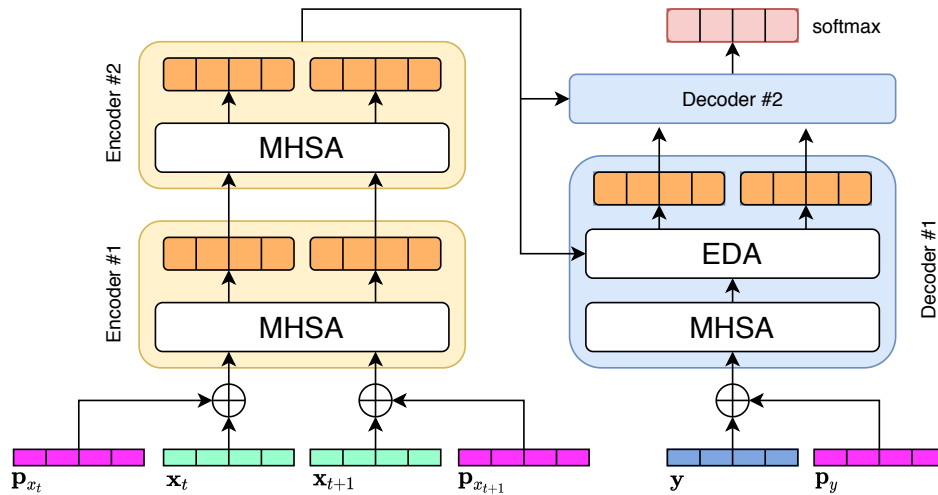 softmax
Encoder #2
MHSA
Decoder #2
Encoder #1
MHSA
EDA
MHSA
Decoder #1
p_{x_t}
x_t
x_{t+1}
p_{x_{t+1}}
y
p_y